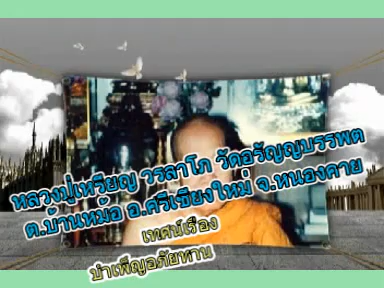 หลวงปู่เหรียญ วรลาโภ วัดอรัญญบรรพต
ต.บ้านหม้อ อ.ศรีเชียงใหม่ จ.หนองคาย
เทศน์เรื่อง
บำเพ็ญอภัยทาน